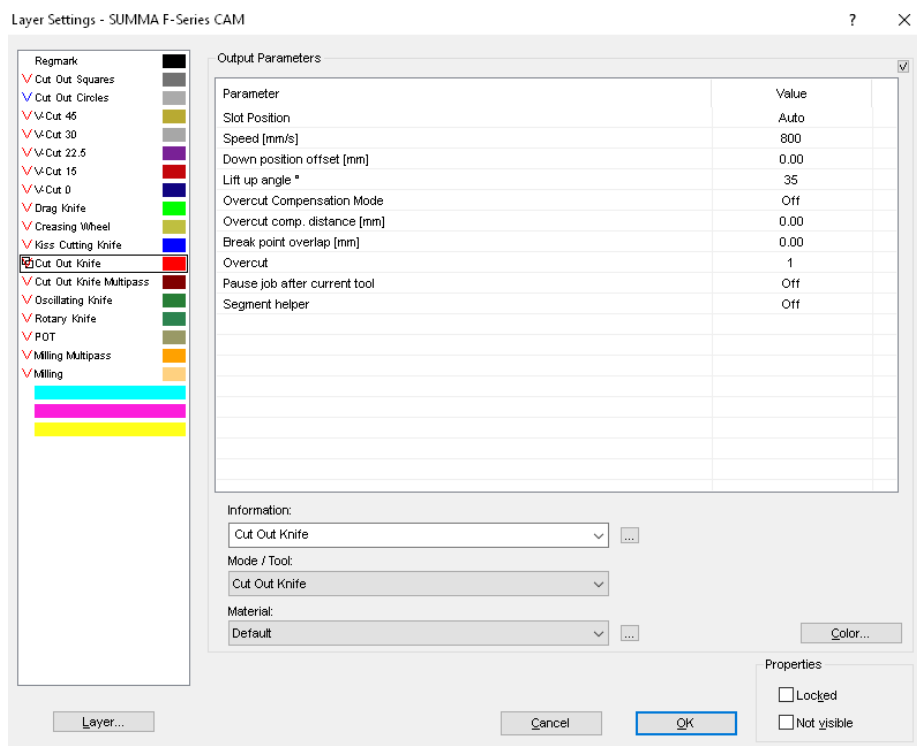 Layer Settings - SUMMA F-Series CAM ?
Regmark
Cut Out Squares
Cut Out Circles
V-Cut 45
V-Cut 30
V-Cut 22.5
V-Cut 15
V-Cut 0
Drag Knife
Creasing Wheel
Kiss Cutting Knife
Cut Out Knife
Cut Out Knife Multipass
Oscillating Knife
Rotary Knife
POT
Milling Multipass
Milling
Output Parameters
Parameter Value
Slot Position Auto
Speed [mm/s] 800
Down position offset [mm] 0.00
Lift up angle ° 35
Overcut Compensation Mode Off
Overcut comp. distance [mm] 0.00
Break point overlap [mm] 0.00
Overcut 1
Pause job after current tool Off
Segment helper Off
Information:
Cut Out Knife ...
Mode / Tool:
Cut Out Knife
Material:
Default ...
Color...
Properties
Locked
Not visible
Layer...
Cancel
OK